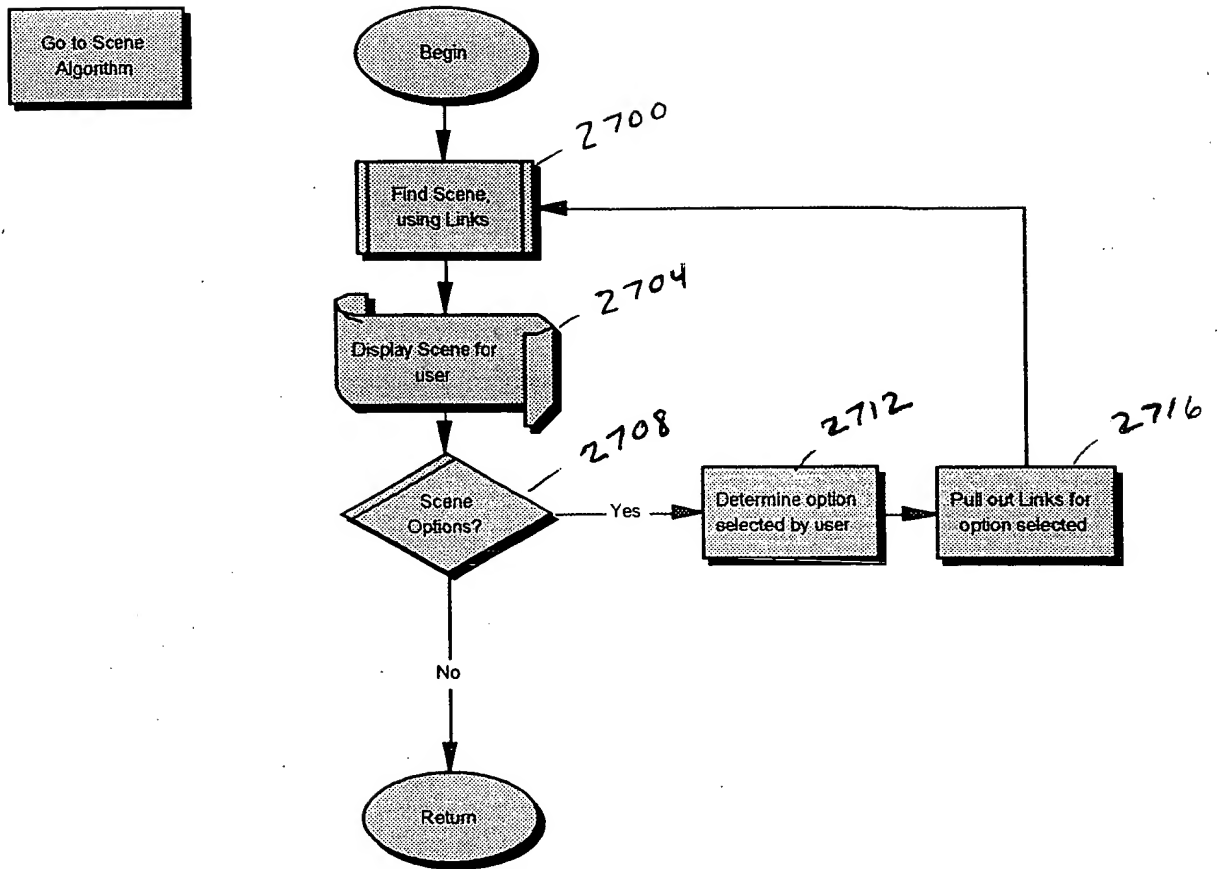 Go to Scene
Algorithm
Begin
2700
Find Scene,
using Links
2704
Display Scene for
user
2708
Scene
Options?
Yes
2712
Determine option
selected by user
2716
Pull out Links for
option selected
No
Return